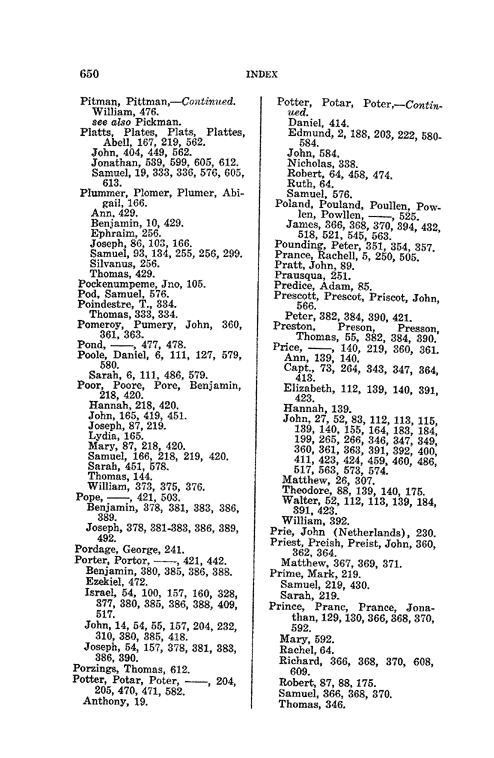 650
INDEX
Pitman, Pittman,—Continued.
William, 476.
see also Pickman.
Platts, Plates, Plats, Plattes,
Abell, 167, 219, 562.
John, 404, 449, 562.
Jonathan, 539, 599, 605, 612.
Samuel, 19, 333, 336, 576, 605,
613.
Plummer, Plomer, Plumer, Abi-
gail, 166.
Ann, 429.
Benjamin, 10, 429.
Ephraim, 256.
Joseph, 86, 103, 166.
Samuel, 93, 134, 255, 256, 299.
Silvanus, 256.
Thomas, 429.
Pockenumpeme, Jno, 105.
Pod, Samuel, 576.
Poindestre, T., 334.
Thomas, 333, 334.
Pomeroy, Pumery, John, 360,
361, 363.
Pond, ——, 477, 478.
Poole, Daniel, 6, 111, 127, 579,
580.
Sarah, 6, 111, 486, 579.
Poor, Poore, Pore, Benjamin,
218, 420.
Hannah, 218, 420.
John, 165, 419, 451.
Joseph, 87, 219.
Lydia, 165.
Mary, 87, 218, 420.
Samuel, 166, 218, 219, 420.
Sarah, 451, 578.
Thomas, 144.
William, 373, 375, 376.
Pope, ——, 421, 503.
Benjamin, 378, 381, 383, 386,
389.
Joseph, 378, 381-383, 386, 389,
492.
Pordage, George, 241.
Porter, Portor, ——, 421, 442.
Benjamin, 380, 385, 386, 388.
Ezekiel, 472.
Israel, 54, 100, 157, 160, 328,
377, 380, 385, 386, 388, 409,
517.
John, 14, 54, 55, 157, 204, 232,
310, 380, 385, 418.
Joseph, 54, 157, 378, 381, 383,
386, 390.
Porzings, Thomas, 612.
Potter, Potar, Poter, ——, 204,
205, 470, 471, 582.
Anthony, 19.
Potter, Potar, Poter,—Contin-
ued.
Daniel, 414.
Edmund, 2, 188, 203, 222, 580-
584.
John, 584.
Nicholas, 338.
Robert, 64, 458, 474.
Ruth, 64.
Samuel, 576.
Poland, Pouland, Poullen, Pow-
len, Powllen, ——, 525.
James, 366, 368, 370, 394, 432,
518, 521, 545, 563.
Pounding, Peter, 351, 354, 357.
Prance, Rachell, 5, 250, 505.
Pratt, John, 89.
Prausqua, 251.
Predice, Adam, 85.
Prescott, Prescot, Priscot, John,
566.
Peter, 382, 384, 390, 421.
Preston, Preson, Presson,
Thomas, 55, 382, 384, 390.
Price, ——, 140, 219, 360, 361.
Ann, 139, 140.
Capt., 73, 264, 343, 347, 364,
413.
Elizabeth, 112, 139, 140, 391,
423.
Hannah, 139.
John, 27, 52, 83, 112, 113, 115,
139, 140, 155, 164, 183, 184,
199, 265, 266, 346, 347, 349,
360, 361, 363, 391, 392, 400,
411, 423, 424, 459, 460, 486,
517, 563, 573, 574.
Matthew, 26, 307.
Theodore, 88, 139, 140, 175.
Walter, 52, 112, 113, 139, 184,
391, 423.
William, 392.
Prie, John (Netherlands), 230.
Priest, Preish, Preist, John, 360,
362, 364.
Matthew, 367, 369, 371.
Prime, Mark, 219.
Samuel, 219, 430.
Sarah, 219.
Prince, Pranc, Prance, Jona-
than, 129, 130, 366, 368, 370,
592.
Mary, 592.
Rachel, 64.
Richard, 366, 368, 370, 608,
609.
Robert, 87, 88, 175.
Samuel, 366, 368, 370.
Thomas, 346.